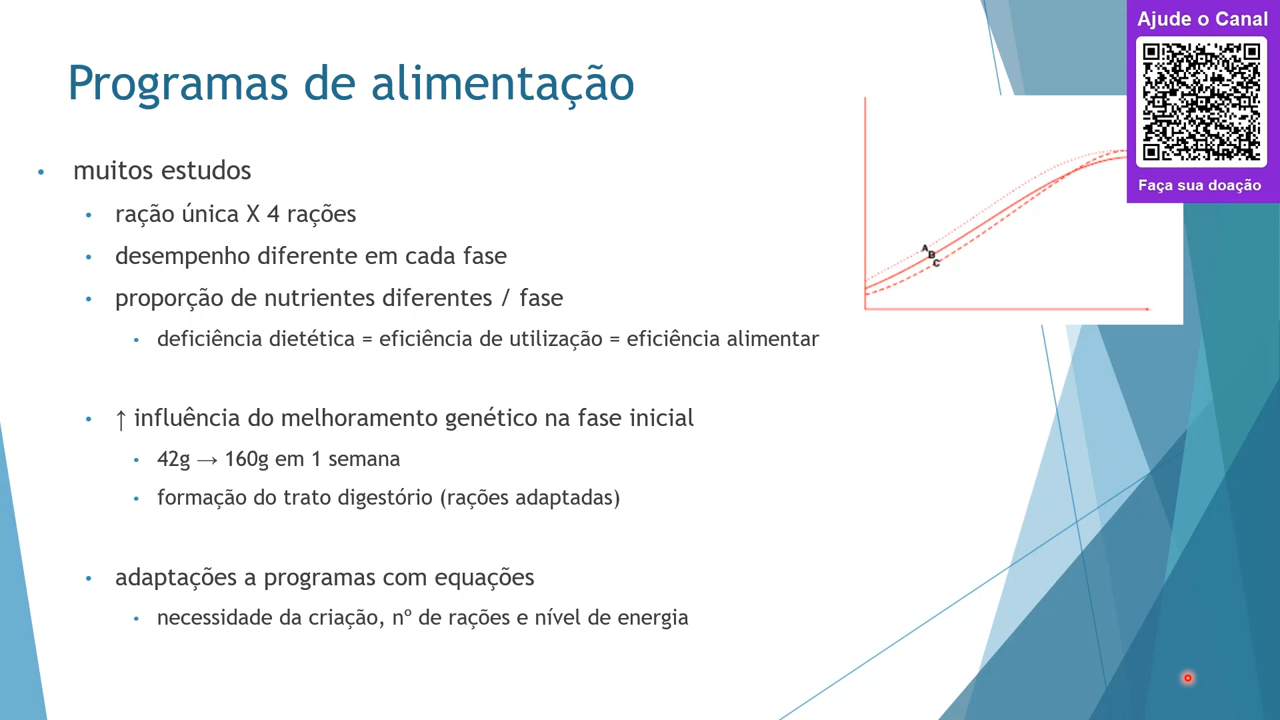 Programas de alimentação
Ajude o Canal
Faça sua doação
muitos estudos
ração única X 4 rações
desempenho diferente em cada fase
proporção de nutrientes diferentes / fase
deficiência dietética = eficiência de utilização = eficiência alimentar
A
B
C
↑ influência do melhoramento genético na fase inicial
42g → 160g em 1 semana
formação do trato digestório (rações adaptadas)
adaptações a programas com equações
necessidade da criação, nº de rações e nível de energia